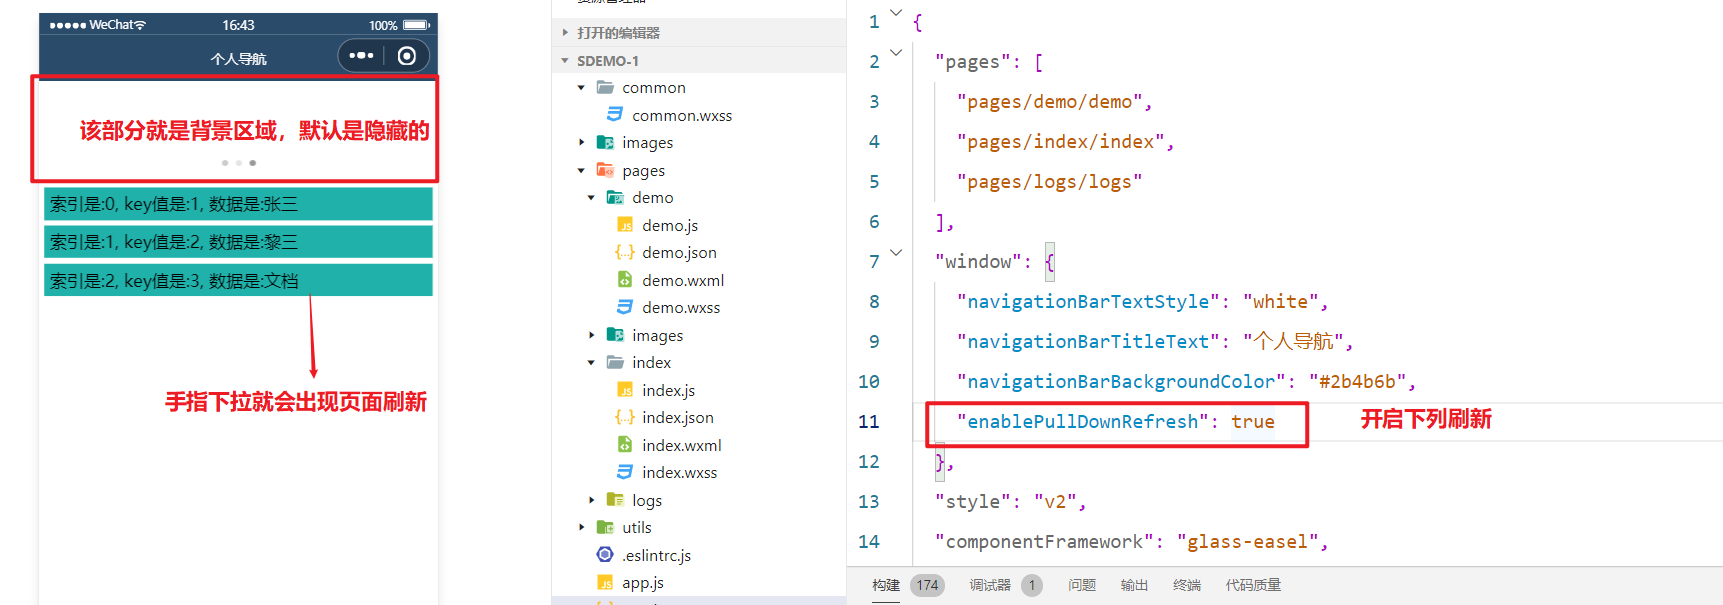 WeChat
16:43
100%
个人导航
该部分就是背景区域，默认是隐藏的
索引是:0, key值是:1, 数据是:张三
索引是:1, key值是:2, 数据是:黎三
索引是:2, key值是:3, 数据是:文档
手指下拉就会出现页面刷新
资源管理器
打开的编辑器
SDEMO-1
common
common.wxss
images
pages
demo
demo.js
demo.json
demo.wxml
demo.wxss
images
index
index.js
index.json
index.wxml
index.wxss
logs
utils
.eslintrc.js
app.js
1 {
2 "pages": [
3 "pages/demo/demo",
4 "pages/index/index",
5 "pages/logs/logs"
6 ],
7 "window": {
8 "navigationBarTextStyle": "white",
9 "navigationBarTitleText": "个人导航",
10 "navigationBarBackgroundColor": "#2b4b6b",
11 "enablePullDownRefresh": true
开启下列刷新
12 },
13 "style": "v2",
14 "componentFramework": "glass-easel",
构建 174 调试器 1 问题 输出 终端 代码质量